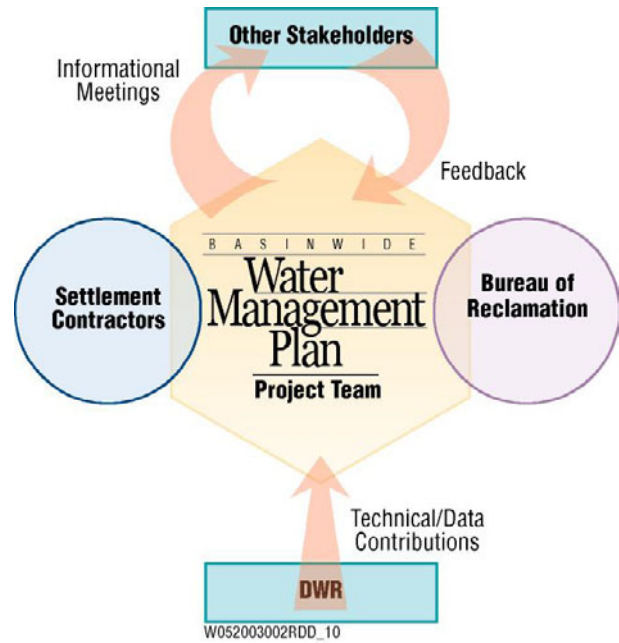 Other Stakeholders
Informational
Meetings
Feedback
BASINWIDE
Water
Management
Plan
Project Team
Settlement
Contractors
Bureau of
Reclamation
Technical/Data
Contributions
DWR
W052003002RDD_10